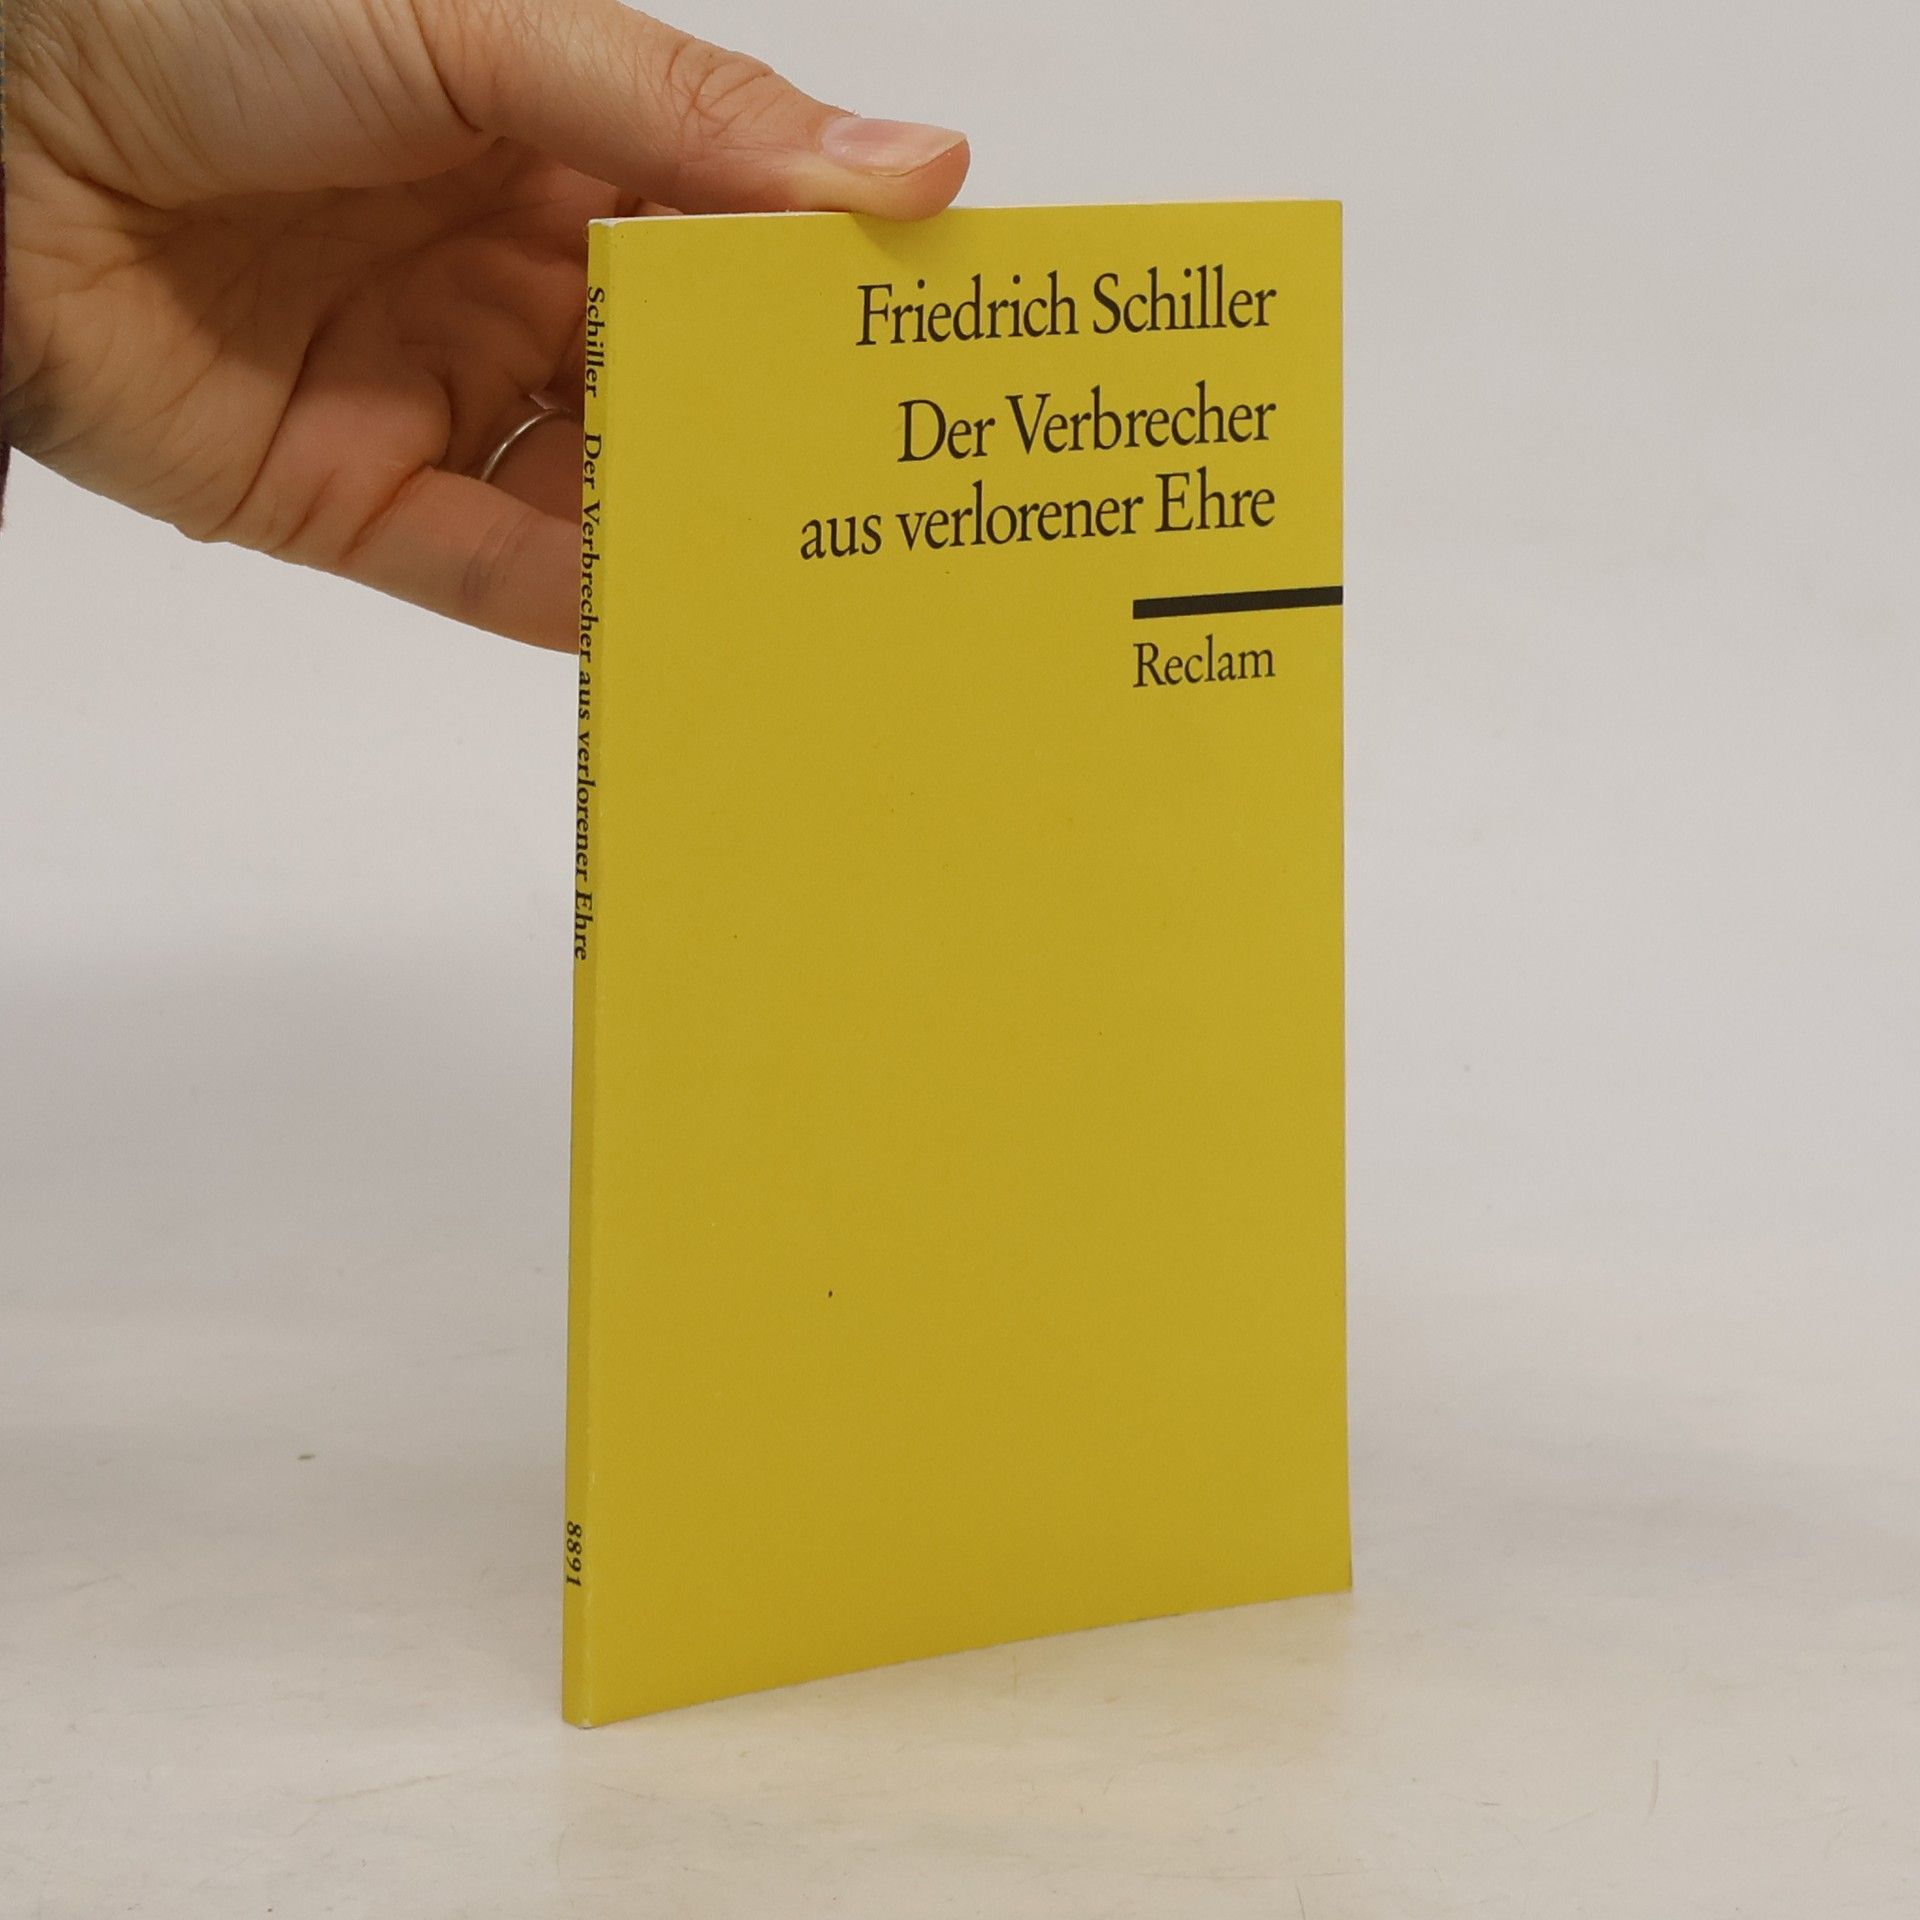 Friedrich Schiller
Der Verbrecher
aus verlorener Ehre
Reclam
Schiller Der Verbrecher aus verlorener Ehre
8891